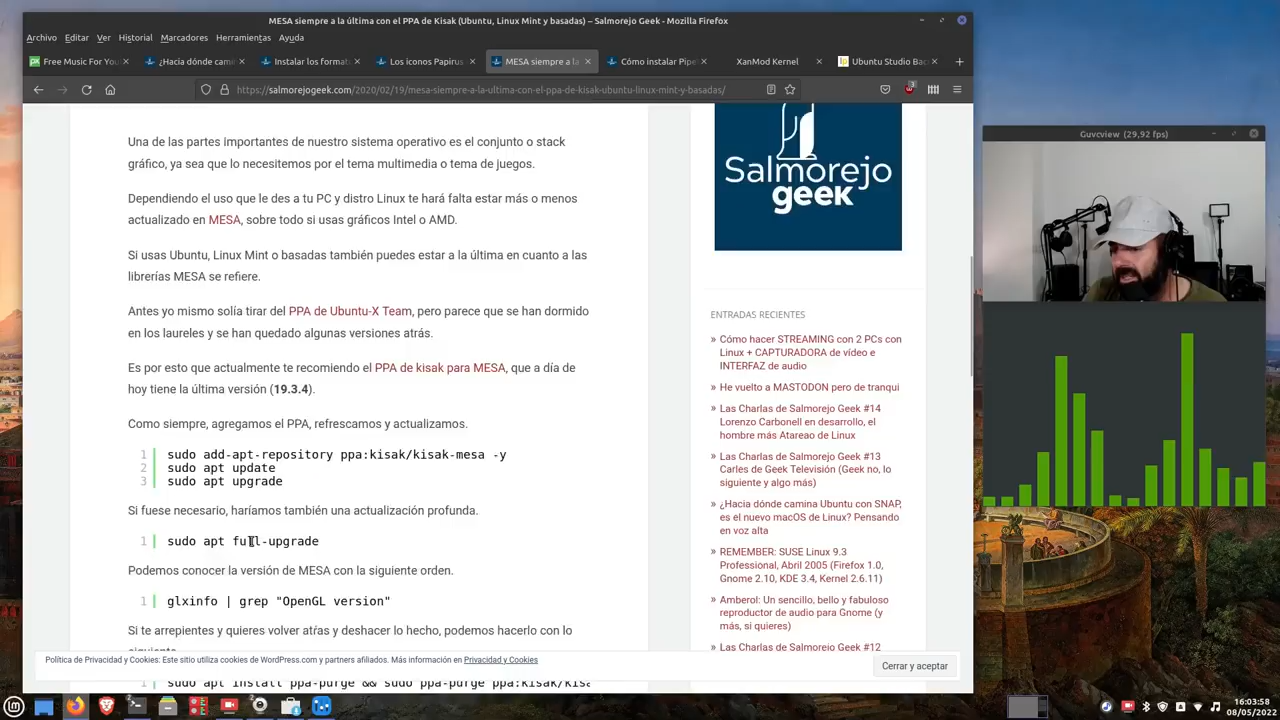 MESA siempre a la última con el PPA de Kisak (Ubuntu, Linux Mint y basadas) – Salmorejo Geek - Mozilla Firefox
Archivo Editar Ver Historial Marcadores Herramientas Ayuda
Free Music For You
¿Hacia dónde cami
Instalar los format
Los iconos Papirus
MESA siempre a la
Cómo instalar Pipe
XanMod Kernel
Ubuntu Studio Bac
https://salmorejogeek.com/2020/02/19/mesa-siempre-a-la-ultima-con-el-ppa-de-kisak-ubuntu-linux-mint-y-basadas/
3
Una de las partes importantes de nuestro sistema operativo es el conjunto o stack
gráfico, ya sea que lo necesitemos por el tema multimedia o tema de juegos.
Dependiendo el uso que le des a tu PC y distro Linux te hará falta estar más o menos
actualizado en MESA, sobre todo si usas gráficos Intel o AMD.
Si usas Ubuntu, Linux Mint o basadas también puedes estar a la última en cuanto a las
librerías MESA se refiere.
Antes yo mismo solía tirar del PPA de Ubuntu-X Team, pero parece que se han dormido
en los laureles y se han quedado algunas versiones atrás.
Es por esto que actualmente te recomiendo el PPA de kisak para MESA, que a día de
hoy tiene la última versión (19.3.4).
Como siempre, agregamos el PPA, refrescamos y actualizamos.
1 sudo add-apt-repository ppa:kisak/kisak-mesa -y
2 sudo apt update
3 sudo apt upgrade
Si fuese necesario, haríamos también una actualización profunda.
1 sudo apt full-upgrade
Podemos conocer la versión de MESA con la siguiente orden.
1 glxinfo | grep "OpenGL version"
Si te arrepientes y quieres volver atŕas y deshacer lo hecho, podemos hacerlo con lo
siguiente.
1 sudo apt install ppa-purge && sudo ppa-purge ppa:kisak/kisa
Salmorejo
geek
ENTRADAS RECIENTES
» Cómo hacer STREAMING con 2 PCs con
Linux + CAPTURADORA de vídeo e
INTERFAZ de audio
» He vuelto a MASTODON pero de tranqui
» Las Charlas de Salmorejo Geek #14
Lorenzo Carbonell en desarrollo, el
hombre más Atareao de Linux
» Las Charlas de Salmorejo Geek #13
Carles de Geek Televisión (Geek no, lo
siguiente y algo más)
» ¿Hacia dónde camina Ubuntu con SNAP,
es el nuevo macOS de Linux? Pensando
en voz alta
» REMEMBER: SUSE Linux 9.3
Professional, Abril 2005 (Firefox 1.0,
Gnome 2.10, KDE 3.4, Kernel 2.6.11)
» Amberol: Un sencillo, bello y fabuloso
reproductor de audio para Gnome (y
más, si quieres)
» Las Charlas de Salmorejo Geek #12
Política de Privacidad y Cookies: Este sitio utiliza cookies de WordPress.com y partners afiliados. Más información en Privacidad y Cookies
Cerrar y aceptar
Guvcview (29,92 fps)
16:03:58
08/05/2022